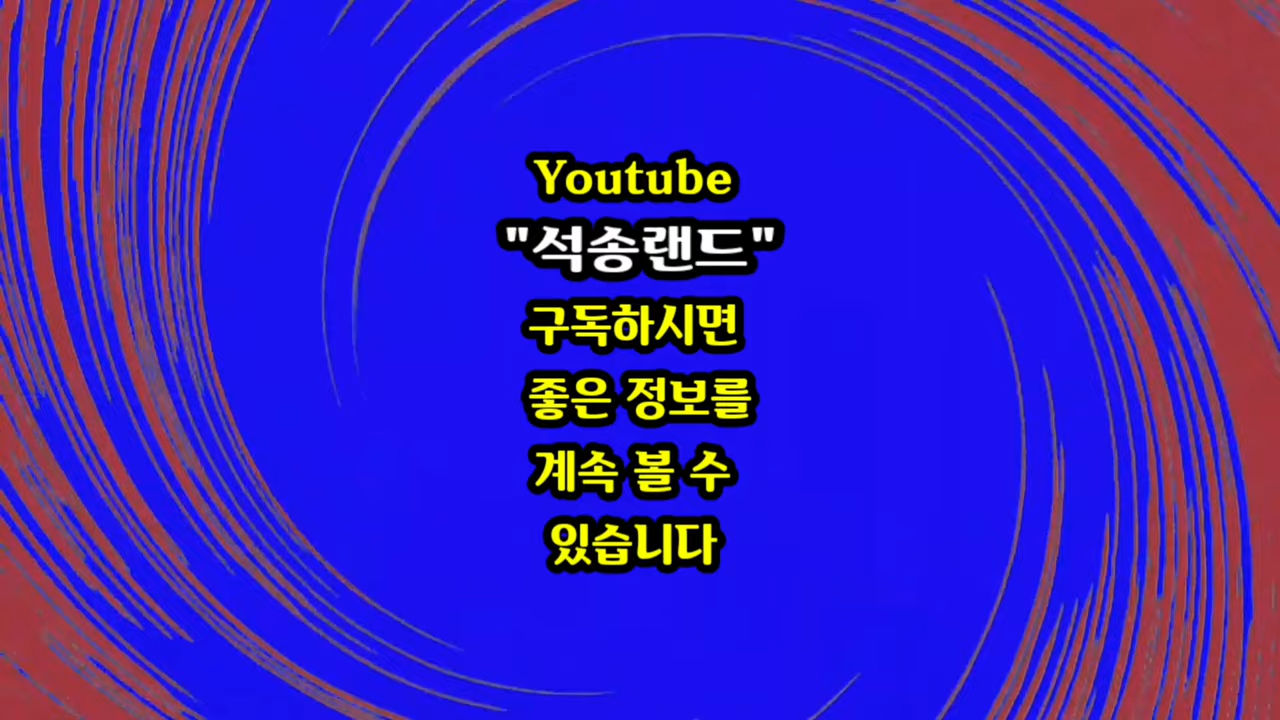 Youtube
"석송랜드"
구독하시면
좋은 정보를
계속 볼 수
있습니다